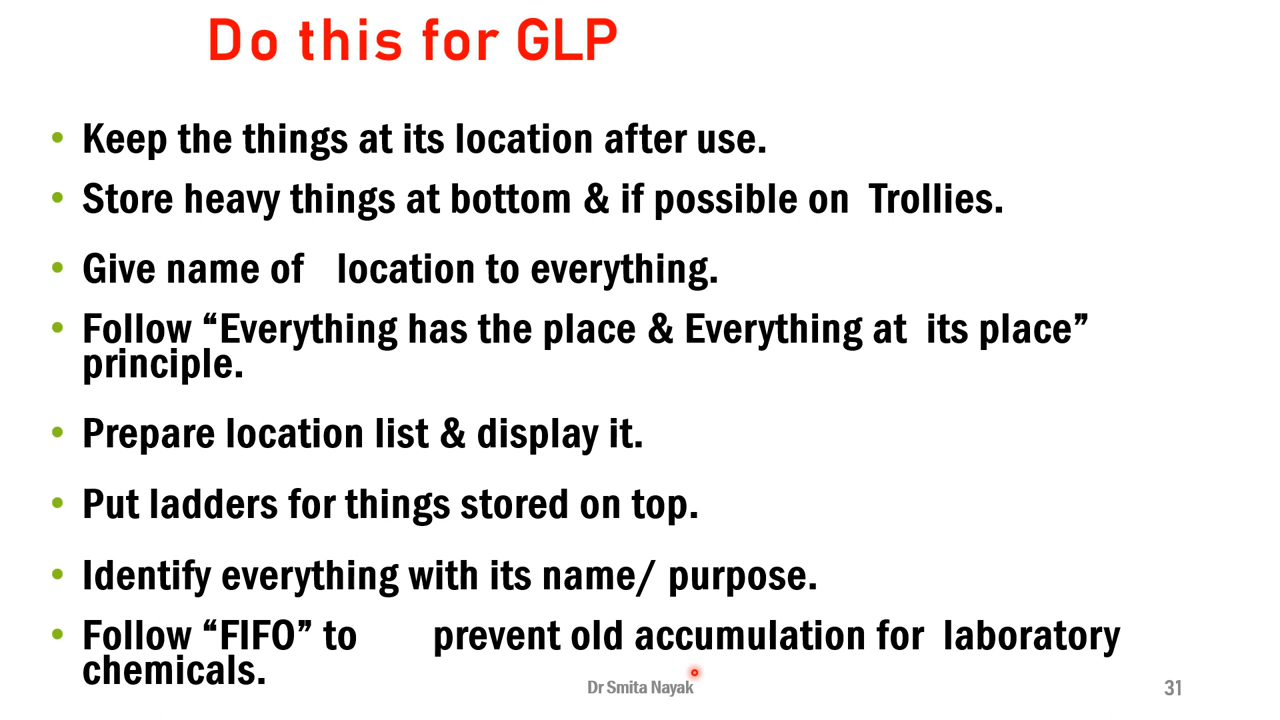 Do this for GLP
• Keep the things at its location after use.
• Store heavy things at bottom & if possible on Trollies.
• Give name of location to everything.
• Follow “Everything has the place & Everything at its place”
principle.
• Prepare location list & display it.
• Put ladders for things stored on top.
• Identify everything with its name/ purpose.
• Follow “FIFO” to prevent old accumulation for laboratory
chemicals.
Dr Smita Nayak
31